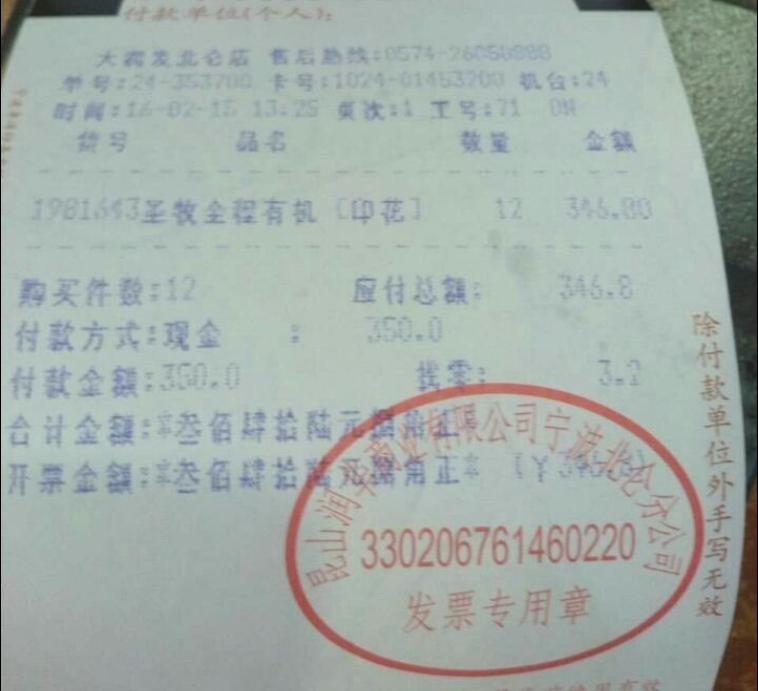 付款单位(个人):
大润发北仑店 售后热线:0574-26050888
单号:24-353700 卡号:1024-01453200 机台:24
时间:16-02-15 13:25 页次:1 工号:71 DN
货号 品名 数量 金额
1981643圣牧全程有机〔印花〕 12 346.80
购买件数:12 应付总额: 346.8
付款方式:现金 : 350.0
付款金额:350.0 找零: 3.2
合计金额:*叁佰肆拾陆元捌角正*
开票金额:*叁佰肆拾陆元捌角正* (¥346.8)
昆山润华商业有限公司宁波北仑分公司
330206761460220
发票专用章
除付款单位外手写无效